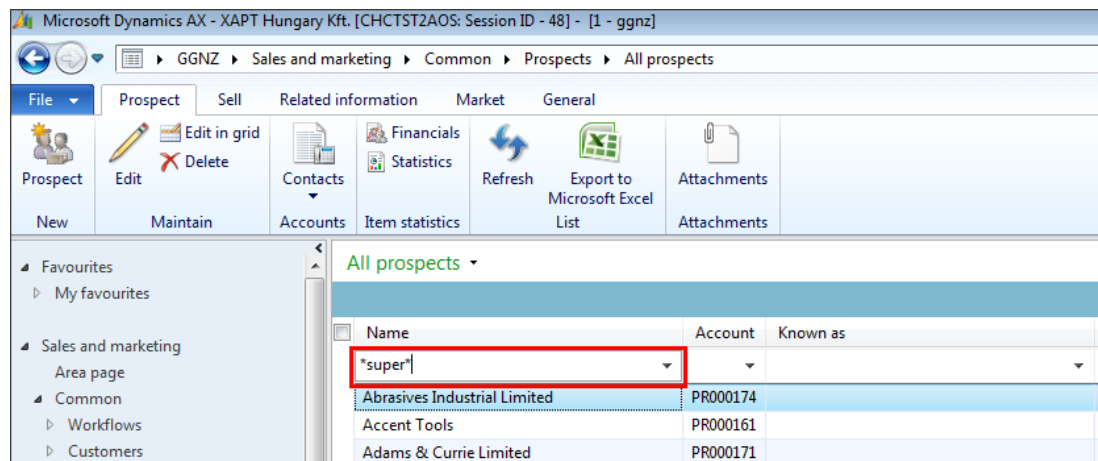 Microsoft Dynamics AX - XAPT Hungary Kft. [CHCTST2AOS: Session ID - 48] - [1 - ggnz]
GGNZ Sales and marketing Common Prospects All prospects
File Prospect Sell Related information Market General
Prospect
Edit
Edit in grid
Delete
Contacts
Financials
Statistics
Refresh
Export to
Microsoft Excel
Attachments
New Maintain Accounts Item statistics List Attachments
Favourites
My favourites
Sales and marketing
Area page
Common
Workflows
Customers
All prospects
Name Account Known as
*super*
Abrasives Industrial Limited PR000174
Accent Tools PR000161
Adams & Currie Limited PR000171